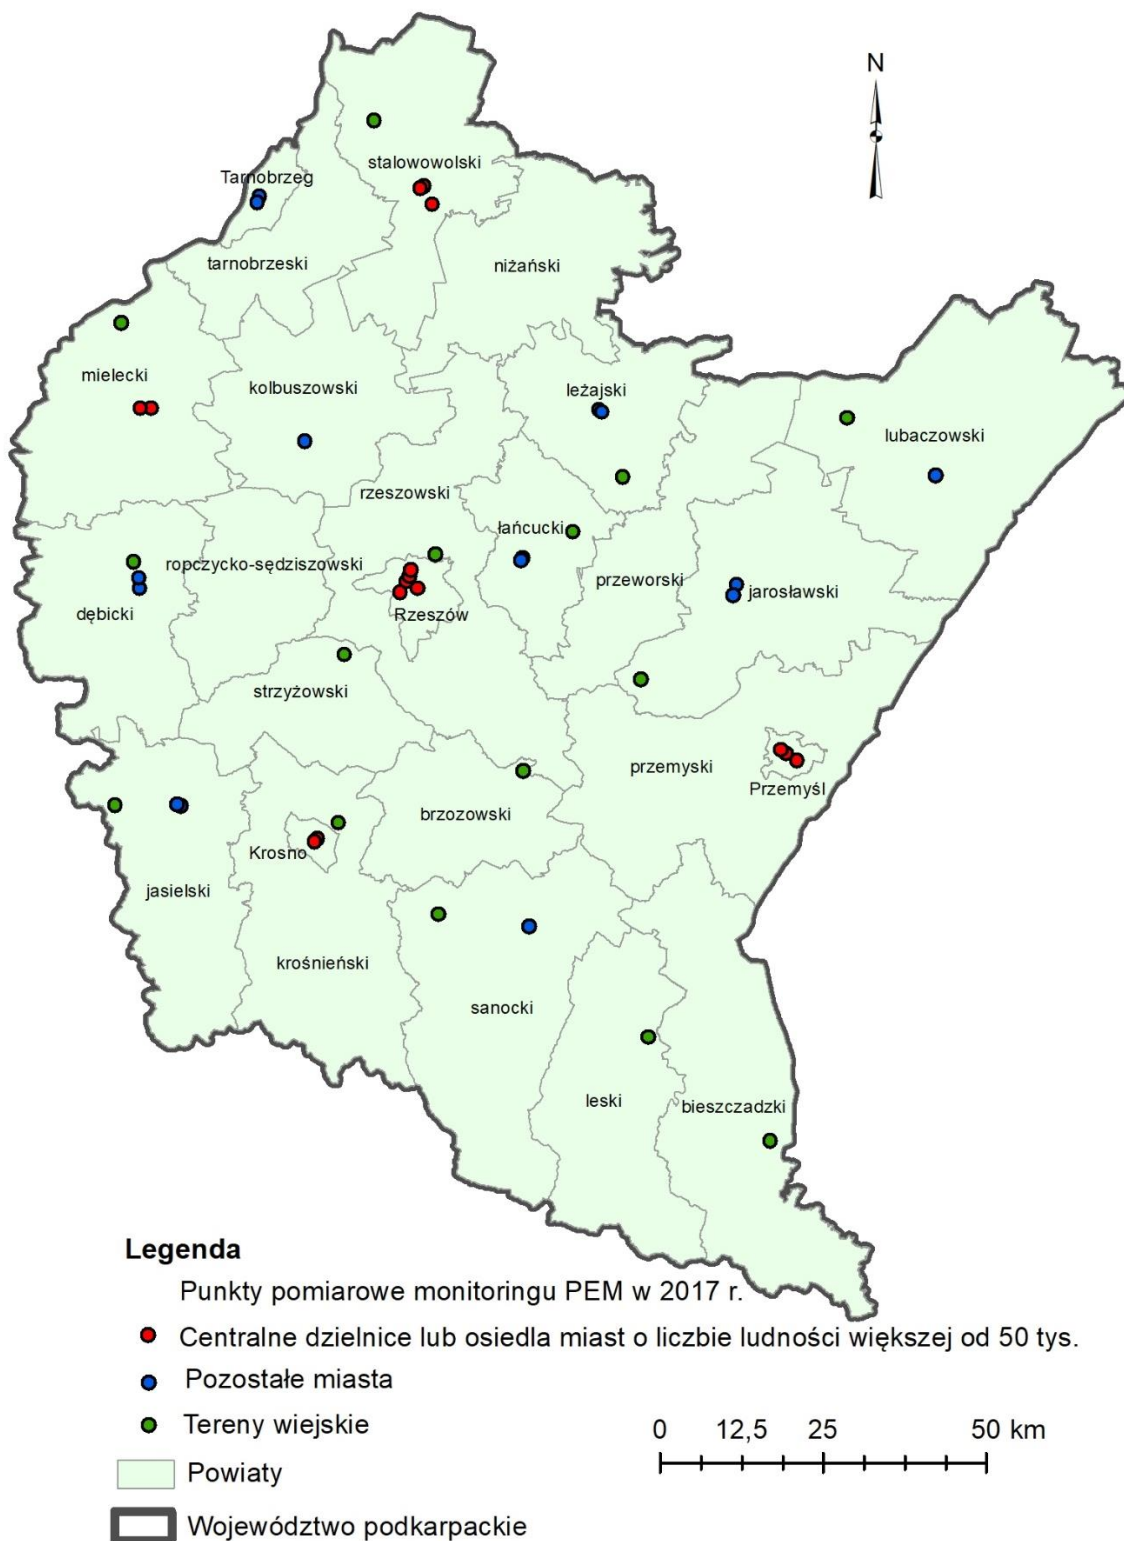 N
stalowowolski
Tarnobrzeg
tarnobrzeski
niżański
mielecki
kolbuszowski
leżajski
lubaczowski
rzeszowski
łańcucki
ropczycko-sędziszowski
przeworski
jarosławski
dębicki
Rzeszów
strzyżowski
przemyski
Przemyśl
brzozowski
Krosno
jasielski
krośnieński
sanocki
leski
bieszczadzki
Legenda
Punkty pomiarowe monitoringu PEM w 2017 r.
Centralne dzielnice lub osiedla miast o liczbie ludności większej od 50 tys.
Pozostałe miasta
Tereny wiejskie
0 12,5 25 50 km
Powiaty
Województwo podkarpackie